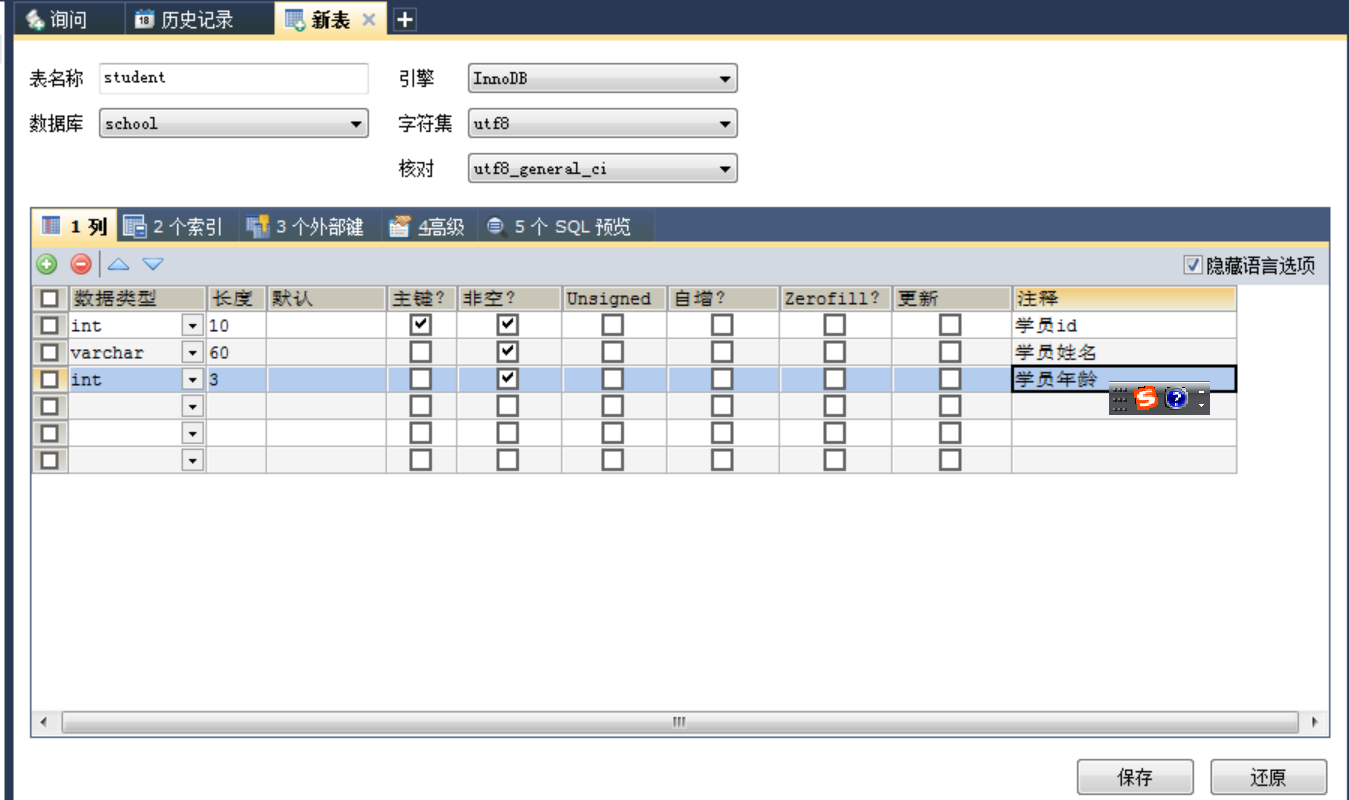 询问 18 历史记录 新表
表名称 student 引擎 InnoDB
数据库 school 字符集 utf8
核对 utf8_general_ci
1 列 2 个索引 3 个外部键 4高级 5 个 SQL 预览
隐藏语言选项
数据类型 长度 默认 主键? 非空? Unsigned 自增? Zerofill? 更新 注释
int 10 学员id
varchar 60 学员姓名
int 3 学员年龄
S ?
保存 还原